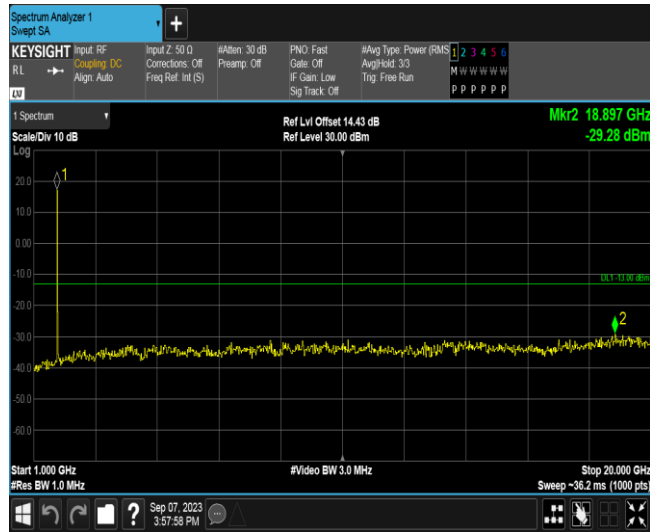 Spectrum Analyzer 1
Swept SA
KEYSIGHT
RL
LXI
Input: RF
Coupling: DC
Align: Auto
Input Z: 50 Ω
Corrections: Off
Freq Ref: Int (S)
#Atten: 30 dB
Preamp: Off
PNO: Fast
Gate: Off
IF Gain: Low
Sig Track: Off
#Avg Type: Power (RMS
Avg|Hold: 3/3
Trig: Free Run
1 2 3 4 5 6
M W W W W W
P P P P P P
1 Spectrum
Scale/Div 10 dB
Ref Lvl Offset 14.43 dB
Ref Level 30.00 dBm
Mkr2 18.897 GHz
-29.28 dBm
Log
1
20.0
10.0
0.00
-10.0
DL1 -13.00 dBm
-20.0
2
-30.0
-40.0
-50.0
-60.0
Start 1.000 GHz
#Video BW 3.0 MHz
Stop 20.000 GHz
#Res BW 1.0 MHz
Sweep ~36.2 ms (1000 pts)
?
Sep 07, 2023
3:57:58 PM